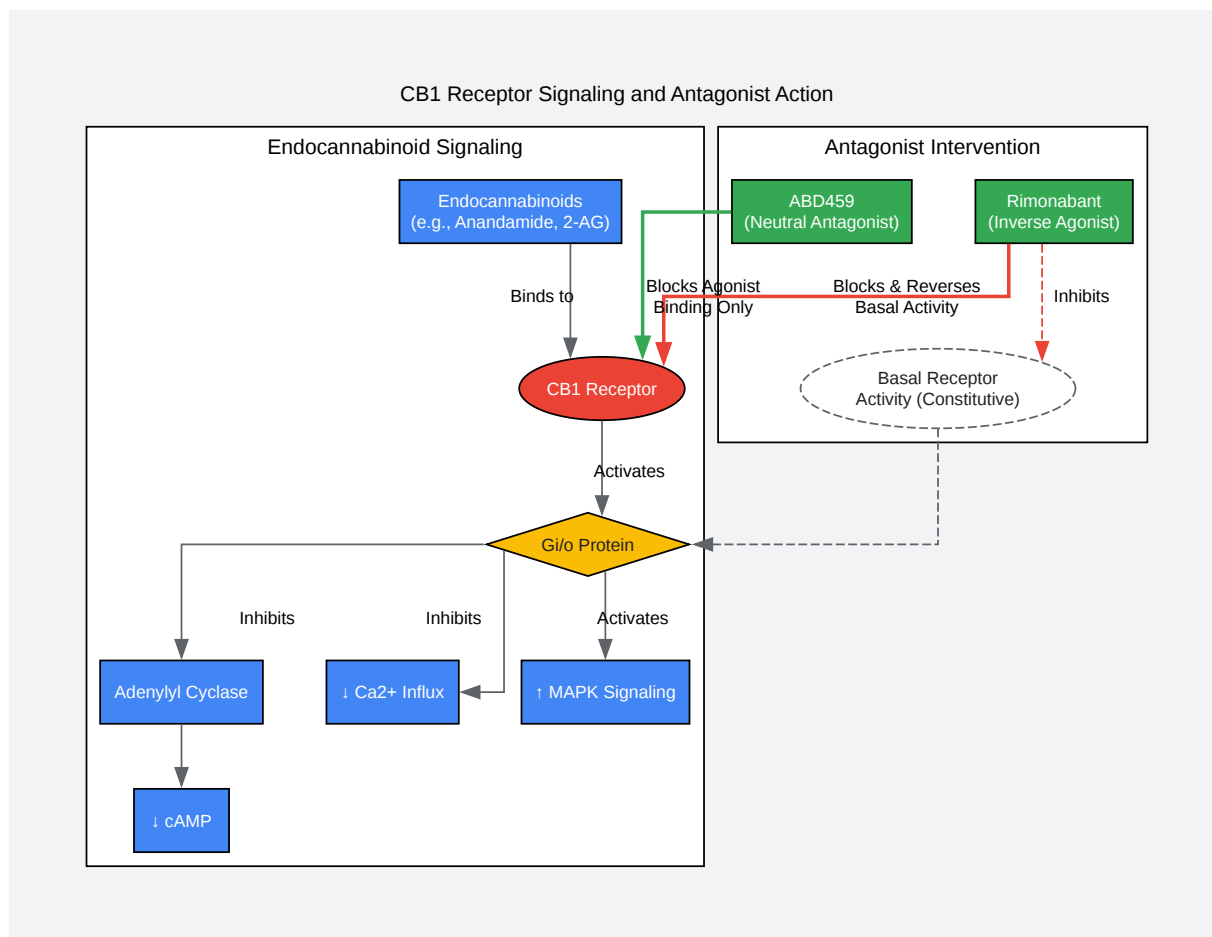 CB1 Receptor Signaling and Antagonist Action
Endocannabinoid Signaling
Antagonist Intervention
Endocannabinoids
(e.g., Anandamide, 2-AG)
ABD459
(Neutral Antagonist)
Rimonabant
(Inverse Agonist)
Binds to
Blocks Agonist
Binding Only
Blocks & Reverses
Basal Activity
Inhibits
CB1 Receptor
Basal Receptor
Activity (Constitutive)
Activates
Gi/o Protein
Inhibits
Inhibits
Activates
Adenylyl Cyclase
↓ Ca2+ Influx
↑ MAPK Signaling
↓ cAMP